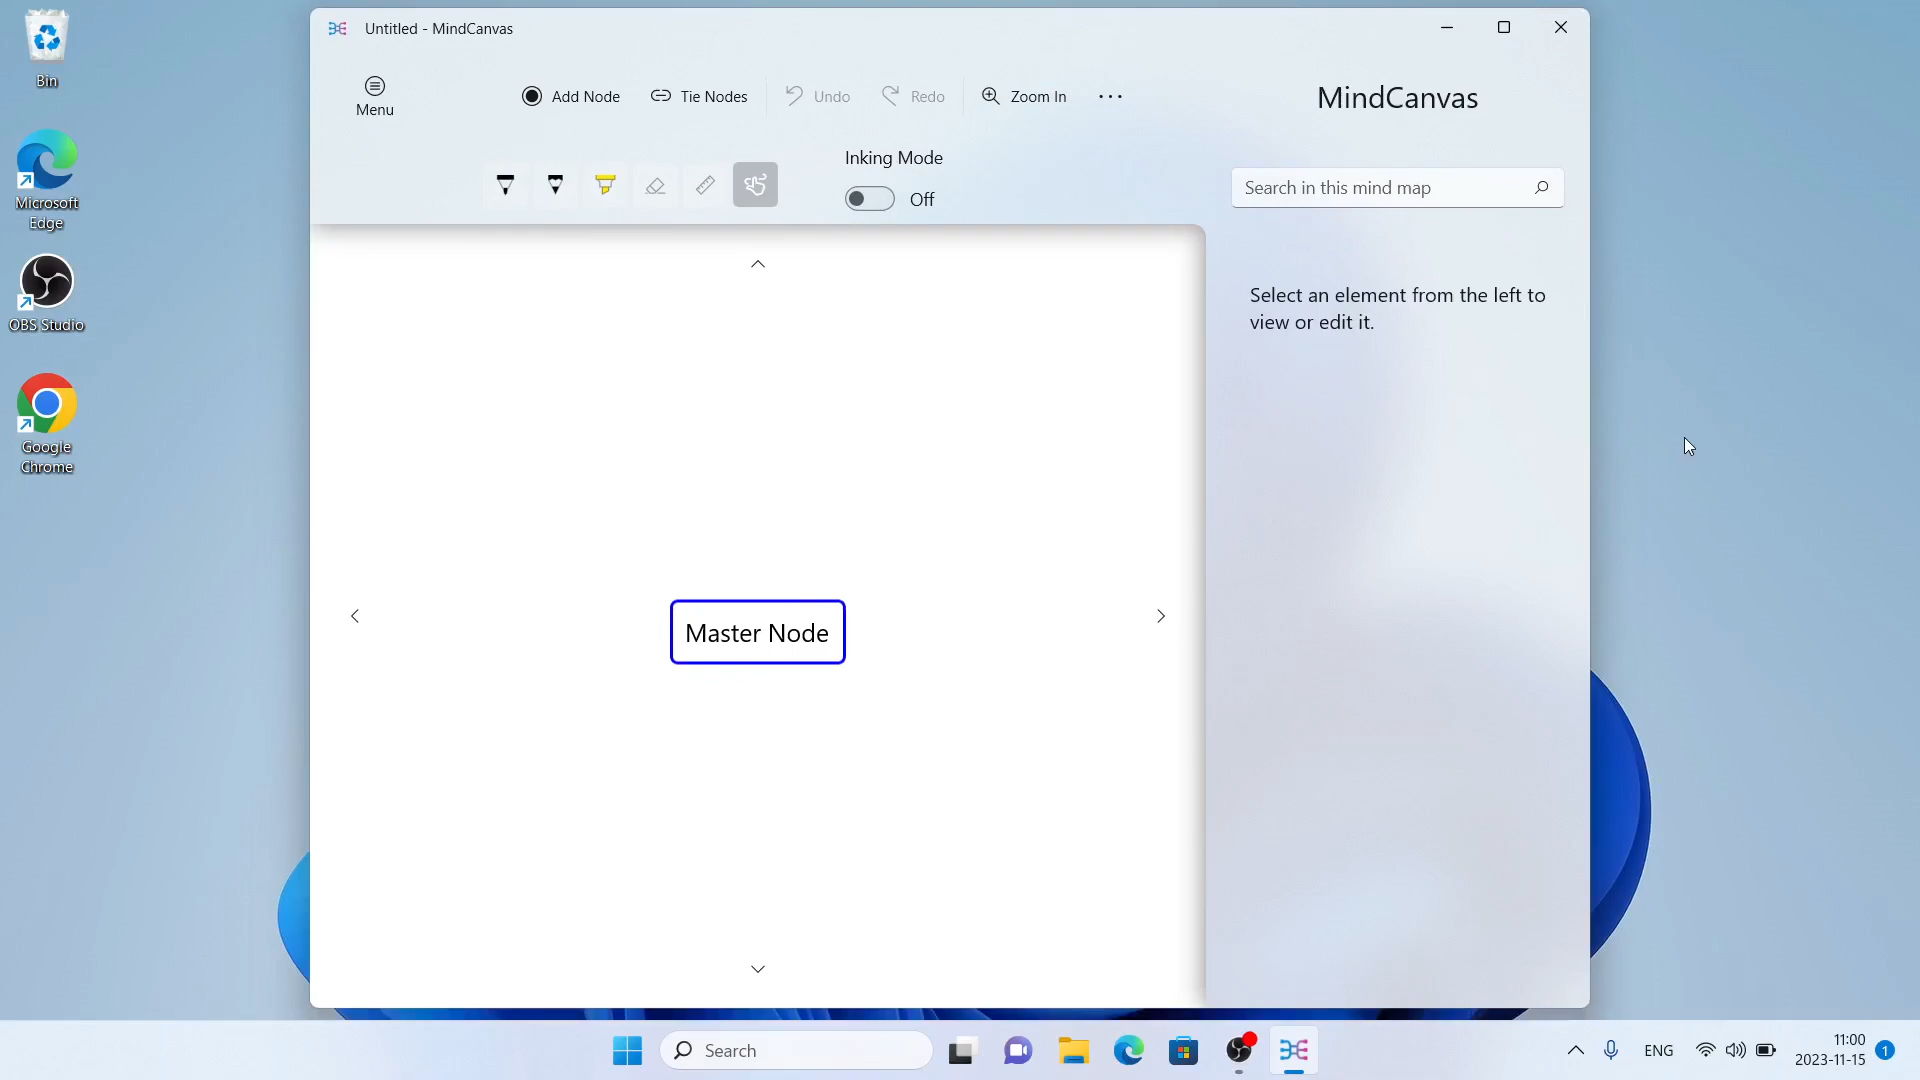 Bin
Microsoft
Edge
OBS Studio
Google
Chrome
Untitled - MindCanvas
Menu
Add Node
Tie Nodes
Undo
Redo
Zoom In
MindCanvas
Inking Mode
Off
Search in this mind map
Select an element from the left to
view or edit it.
Master Node
Search
ENG
11:00
2023-11-15
1